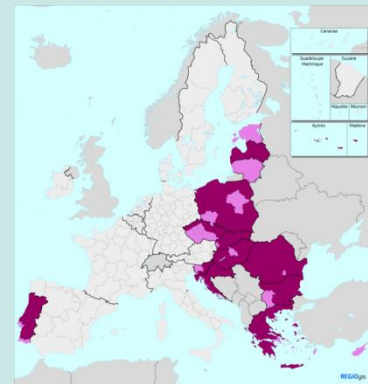 Canarias
Guadeloupe
Martinique
Guyane
Mayotte
Réunion
Açores
Madeira
REGIOgis